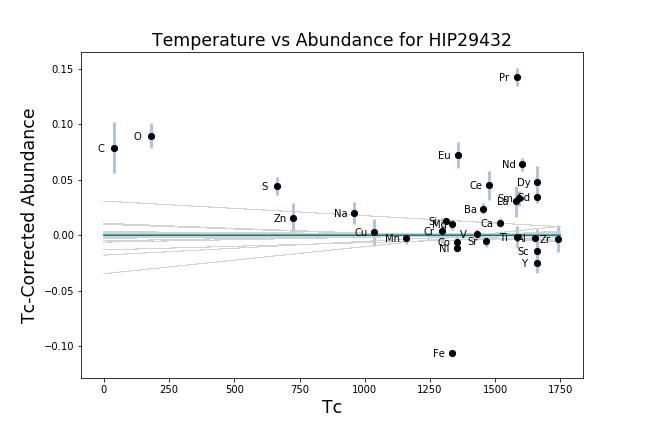 Temperature vs Abundance for HIP29432
Tc-Corrected Abundance
0.15
0.10
0.05
0.00
−0.05
−0.10
Pr
C
O
Eu
Nd
S
Ce
Dy
Gd
Zn
Na
Ba
Si
Ca
Cu
Cr
Mn
V
Ti
Zr
Co
Sr
Ni
Sc
Y
Fe
0
250
500
750
1000
1250
1500
1750
Tc